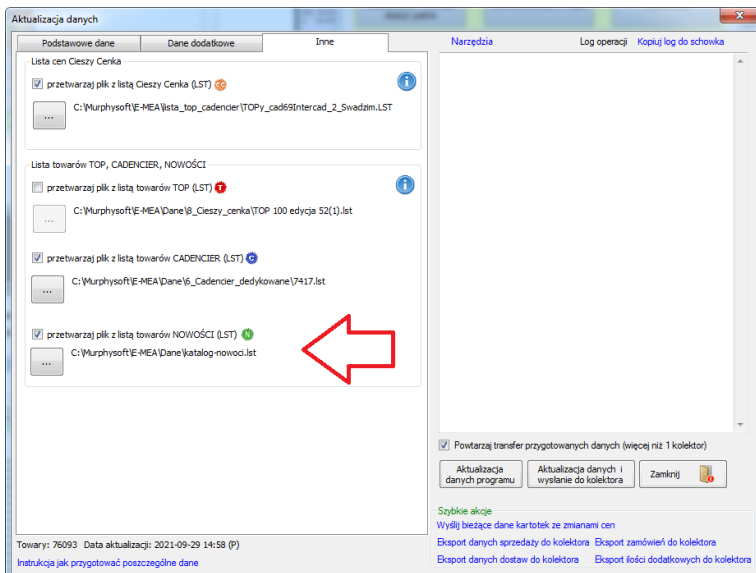 Aktualizacja danych
Podstawowe dane
Dane dodatkowe
Inne
Narzędzia
Log operacji
Kopiuj log do schowka
Lista cen Cieszy Cenka
przetwarzaj plik z listą Cieszy Cenka (LST)
...
C:\Murphysoft\E-MEA\lista_top_cadencier\TOPy_cad69Intercad_2_Swadzim.LST
Lista towarów TOP, CADENCIER, NOWOŚCI
przetwarzaj plik z listą towarów TOP (LST) T
...
C:\Murphysoft\E-MEA\Dane\8_Cieszy_cenka\TOP 100 edycja 52(1).lst
przetwarzaj plik z listą towarów CADENCIER (LST) C
...
C:\Murphysoft\E-MEA\Dane\6_Cadencier_dedykowane\7417.lst
przetwarzaj plik z listą towarów NOWOŚCI (LST) N
...
C:\Murphysoft\E-MEA\Dane\katalog-nowoci.lst
Powtarzaj transfer przygotowanych danych (więcej niż 1 kolektor)
Aktualizacja
danych programu
Aktualizacja danych i
wysłanie do kolektora
Zamknij
Szybkie akcje
Wyślij bieżące dane kartotek ze zmianami cen
Eksport danych sprzedaży do kolektora Eksport zamówień do kolektora
Eksport danych dostaw do kolektora Eksport ilości dodatkowych do kolektora
Towary: 76093 Data aktualizacji: 2021-09-29 14:58 (P)
Instrukcja jak przygotować poszczególne dane